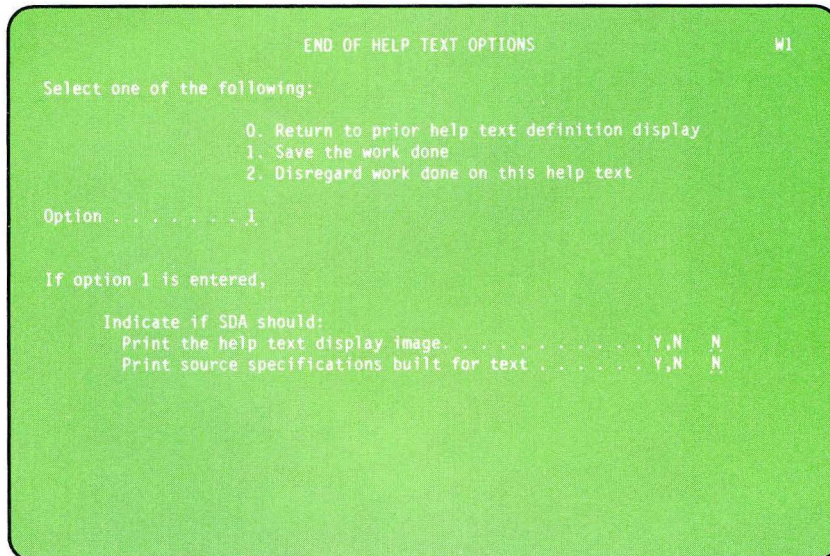 END OF HELP TEXT OPTIONS W1
Select one of the following:
0. Return to prior help text definition display
1. Save the work done
2. Disregard work done on this help text
Option . . . . . . . 1
If option 1 is entered,
Indicate if SDA should:
Print the help text display image. . . . . . . . . . . Y,N N
Print source specifications built for text . . . . . . Y,N N